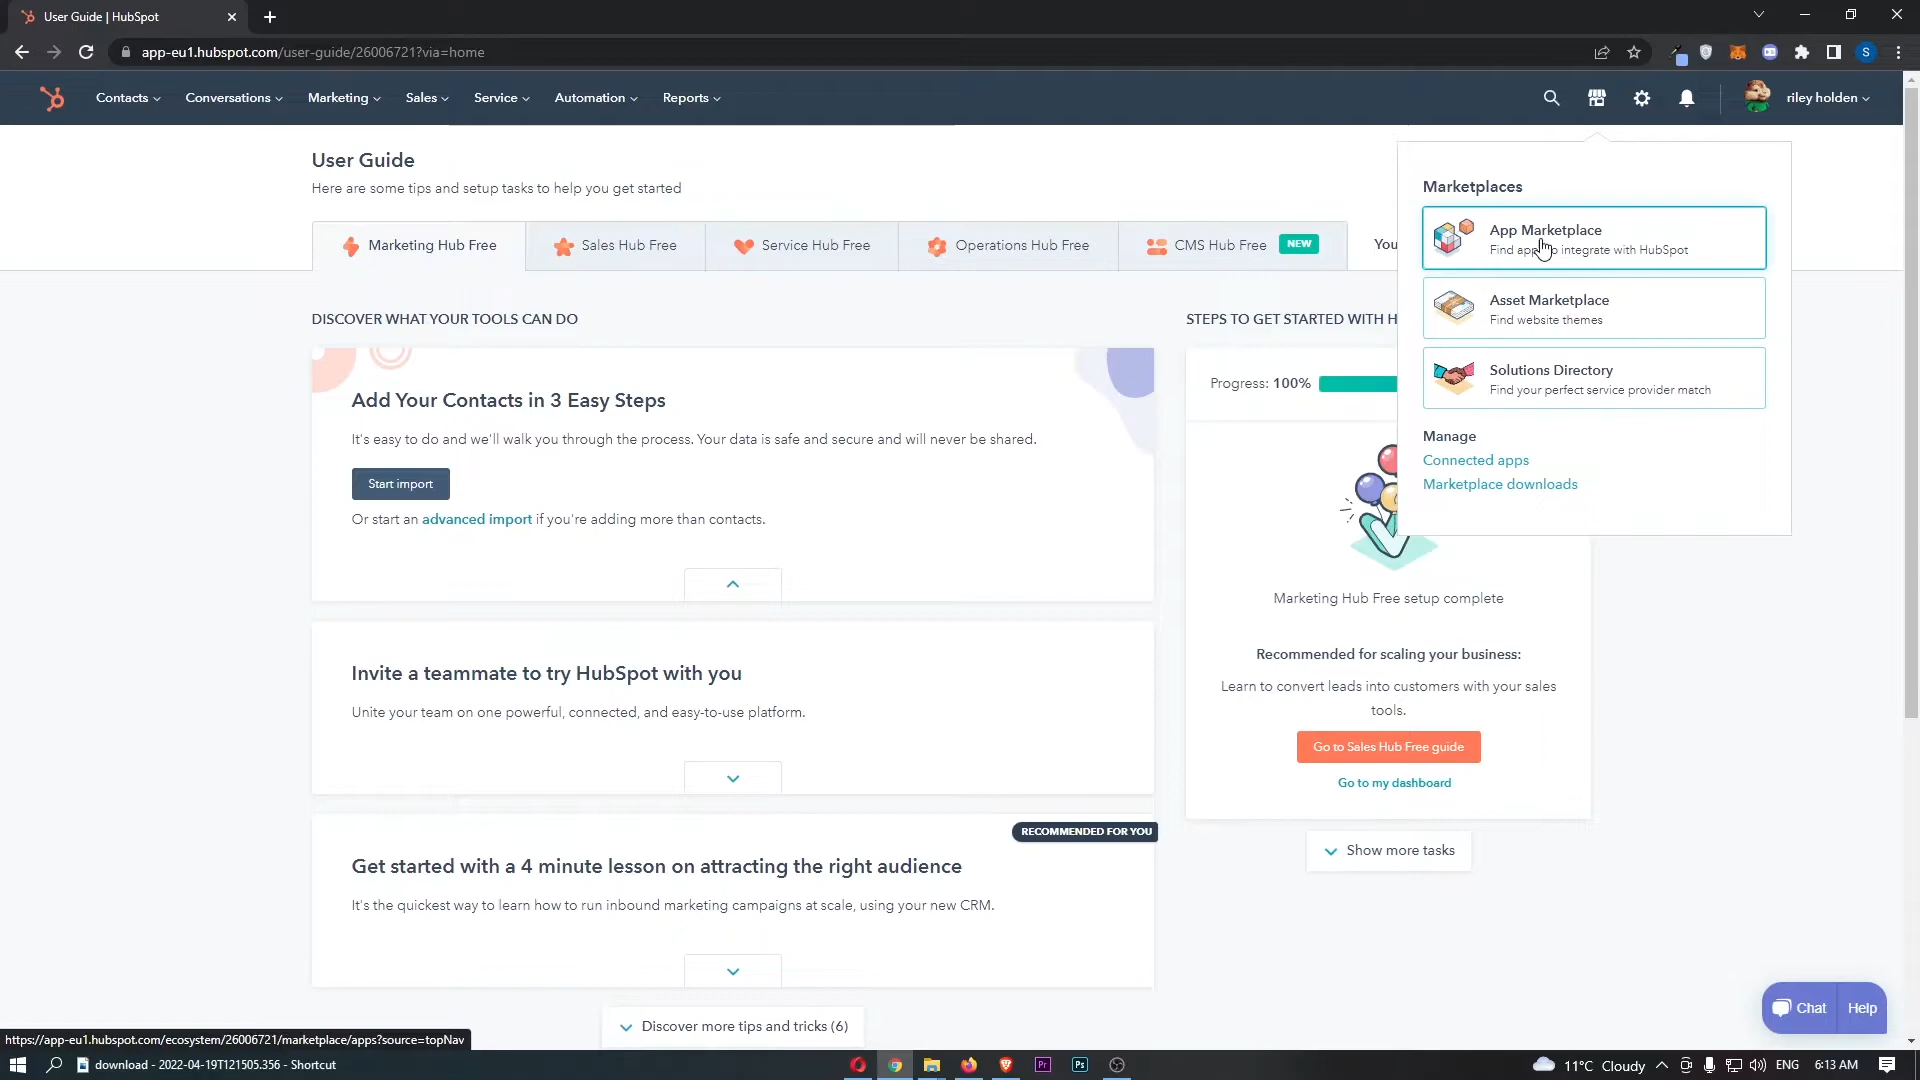 User Guide | HubSpot
app-eu1.hubspot.com/user-guide/26006721?via=home
S
Contacts
Conversations
Marketing
Sales
Service
Automation
Reports
riley holden
User Guide
Here are some tips and setup tasks to help you get started
Marketing Hub Free
Sales Hub Free
Service Hub Free
Operations Hub Free
CMS Hub Free
NEW
You
Marketplaces
App Marketplace
Find app to integrate with HubSpot
Asset Marketplace
Find website themes
Solutions Directory
Find your perfect service provider match
Manage
Connected apps
Marketplace downloads
DISCOVER WHAT YOUR TOOLS CAN DO
Add Your Contacts in 3 Easy Steps
It's easy to do and we'll walk you through the process. Your data is safe and secure and will never be shared.
Start import
Or start an advanced import if you're adding more than contacts.
Invite a teammate to try HubSpot with you
Unite your team on one powerful, connected, and easy-to-use platform.
RECOMMENDED FOR YOU
Get started with a 4 minute lesson on attracting the right audience
It's the quickest way to learn how to run inbound marketing campaigns at scale, using your new CRM.
Discover more tips and tricks (6)
STEPS TO GET STARTED WITH H
Progress: 100%
Marketing Hub Free setup complete
Recommended for scaling your business:
Learn to convert leads into customers with your sales
tools.
Go to Sales Hub Free guide
Go to my dashboard
Show more tasks
Chat
Help
https://app-eu1.hubspot.com/ecosystem/26006721/marketplace/apps?source=topNav
download - 2022-04-19T121505.356 - Shortcut
Pr
Ps
11°C Cloudy
ENG
6:13 AM